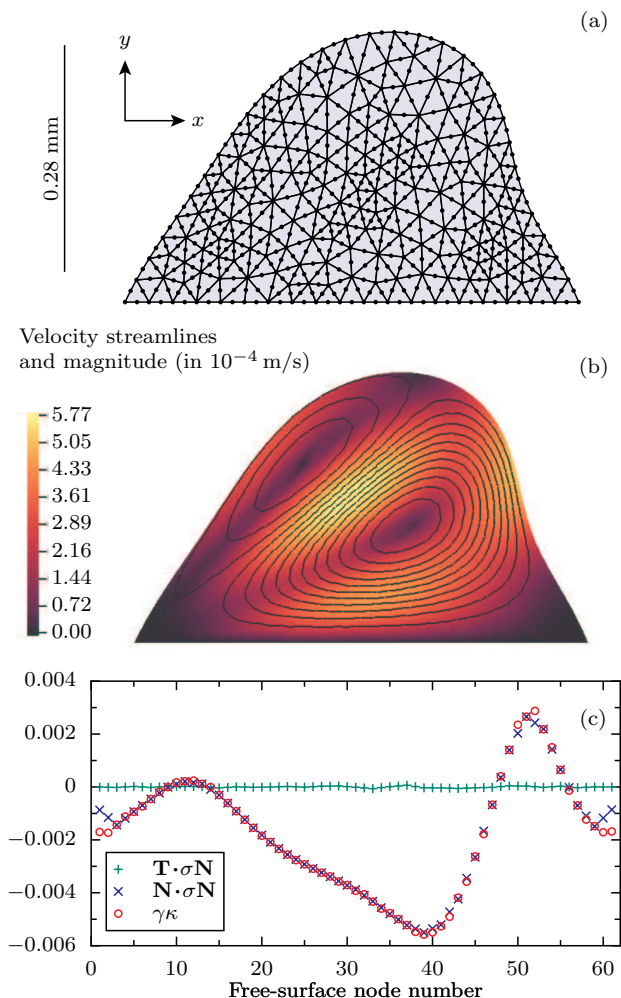 (a)
y
x
0.28 mm
Velocity streamlines
and magnitude (in 10⁻⁴ m/s)
(b)
5.77
5.05
4.33
3.61
2.89
2.16
1.44
0.72
0.00
(c)
0.004
0.002
0
−0.002
−0.004
−0.006
T·σN
N·σN
γκ
0 10 20 30 40 50 60
Free-surface node number